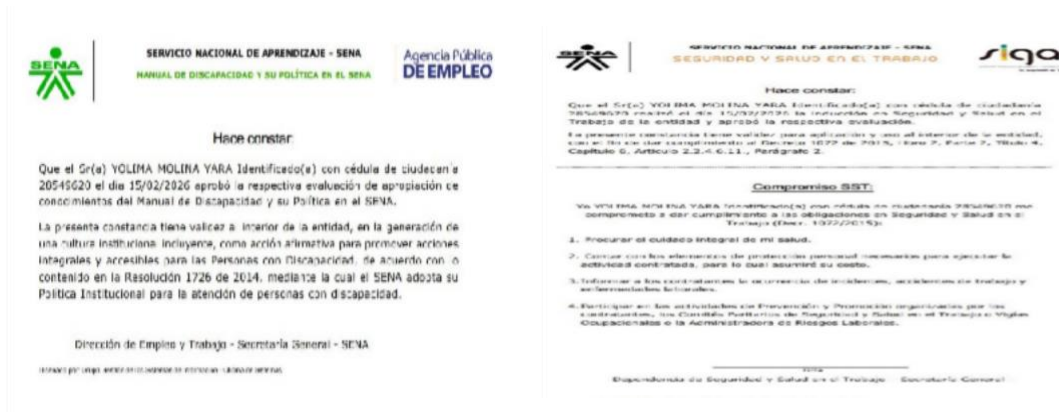 SENA
SERVICIO NACIONAL DE APRENDIZAJE - SENA
MANUAL DE DISCAPACIDAD Y SU POLÍTICA EN EL SENA
Agencia Pública
DE EMPLEO
Hace constar:
Que el Sr(a) YOLIMA MOLINA YARA Identificado(a) con cédula de ciudadanía
el día 15/02/2026 aprobó la respectiva evaluación de apropiación de
conocimientos del Manual de Discapacidad y su Política en el SENA.
La presente constancia tiene validez al interior de la entidad, en la generación de
una cultura institucional incluyente, como acción afirmativa para promover acciones
integrales y accesibles para las Personas con Discapacidad, de acuerdo con lo
contenido en la Resolución 1726 de 2014, mediante la cual el SENA adopta su
Política Institucional para la atención de personas con discapacidad.
Dirección de Empleo y Trabajo - Secretaría General - SENA
SENA
SERVICIO NACIONAL DE APRENDIZAJE - SENA
SEGURIDAD Y SALUD EN EL TRABAJO
siga
Hace constar:
Que el Sr(a) YOLIMA MOLINA YARA Identificado(a) con cédula de ciudadanía
realizó el día 15/02/2026 la inducción en Seguridad y Salud en el
Trabajo de la entidad y aprobó la respectiva evaluación.
La presente constancia tiene validez para aplicación y uso al interior de la entidad,
con el fin de dar cumplimiento al Decreto 1072 de 2015, Libro 2, Parte 2, Título 4,
Capítulo 6, Artículo 2.2.4.6.11., Parágrafo 2.
Compromiso SST:
Yo YOLIMA MOLINA YARA Identificado(a) con cédula de ciudadanía me
comprometo a dar cumplimiento a las obligaciones en Seguridad y Salud en el
Trabajo (Decr. 1072/2015):
1. Procurar el cuidado integral de mi salud.
2. Contar con los elementos de protección personal necesarios para ejecutar la
actividad contratada, para lo cual asumiré su costo.
3. Informar a los contratantes la ocurrencia de incidentes, accidentes de trabajo y
enfermedades laborales.
4. Participar en las actividades de Prevención y Promoción organizadas por los
contratantes, los Comités Paritarios de Seguridad y Salud en el Trabajo o Vigías
Ocupacionales o la Administradora de Riesgos Laborales.
Dependencia de Seguridad y Salud en el Trabajo - Secretaría General